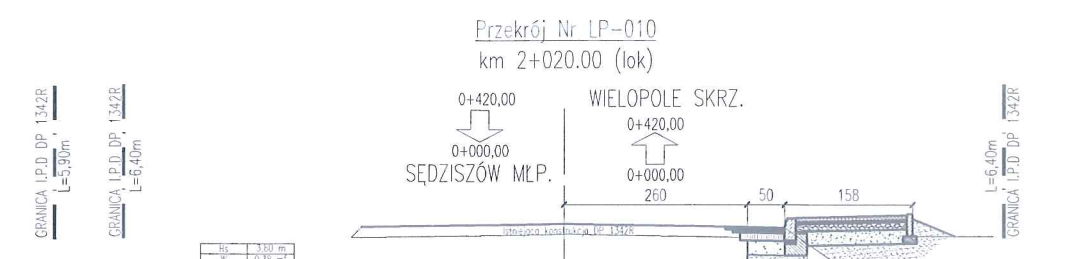 Przekrój Nr LP-010
km 2+020.00 (lok)
GRANICA I.P.D DP 1342R
L=5,90m
GRANICA I.P.D DP 1342R
L=6,40m
0+420,00
0+000,00
SĘDZISZÓW MŁP.
WIELOPOLE SKRZ.
0+420,00
0+000,00
260
50
158
GRANICA I.P.D DP 1342R
L=6,40m
Istniejąca konstrukcja DP 1342R
Hs 3.80 m